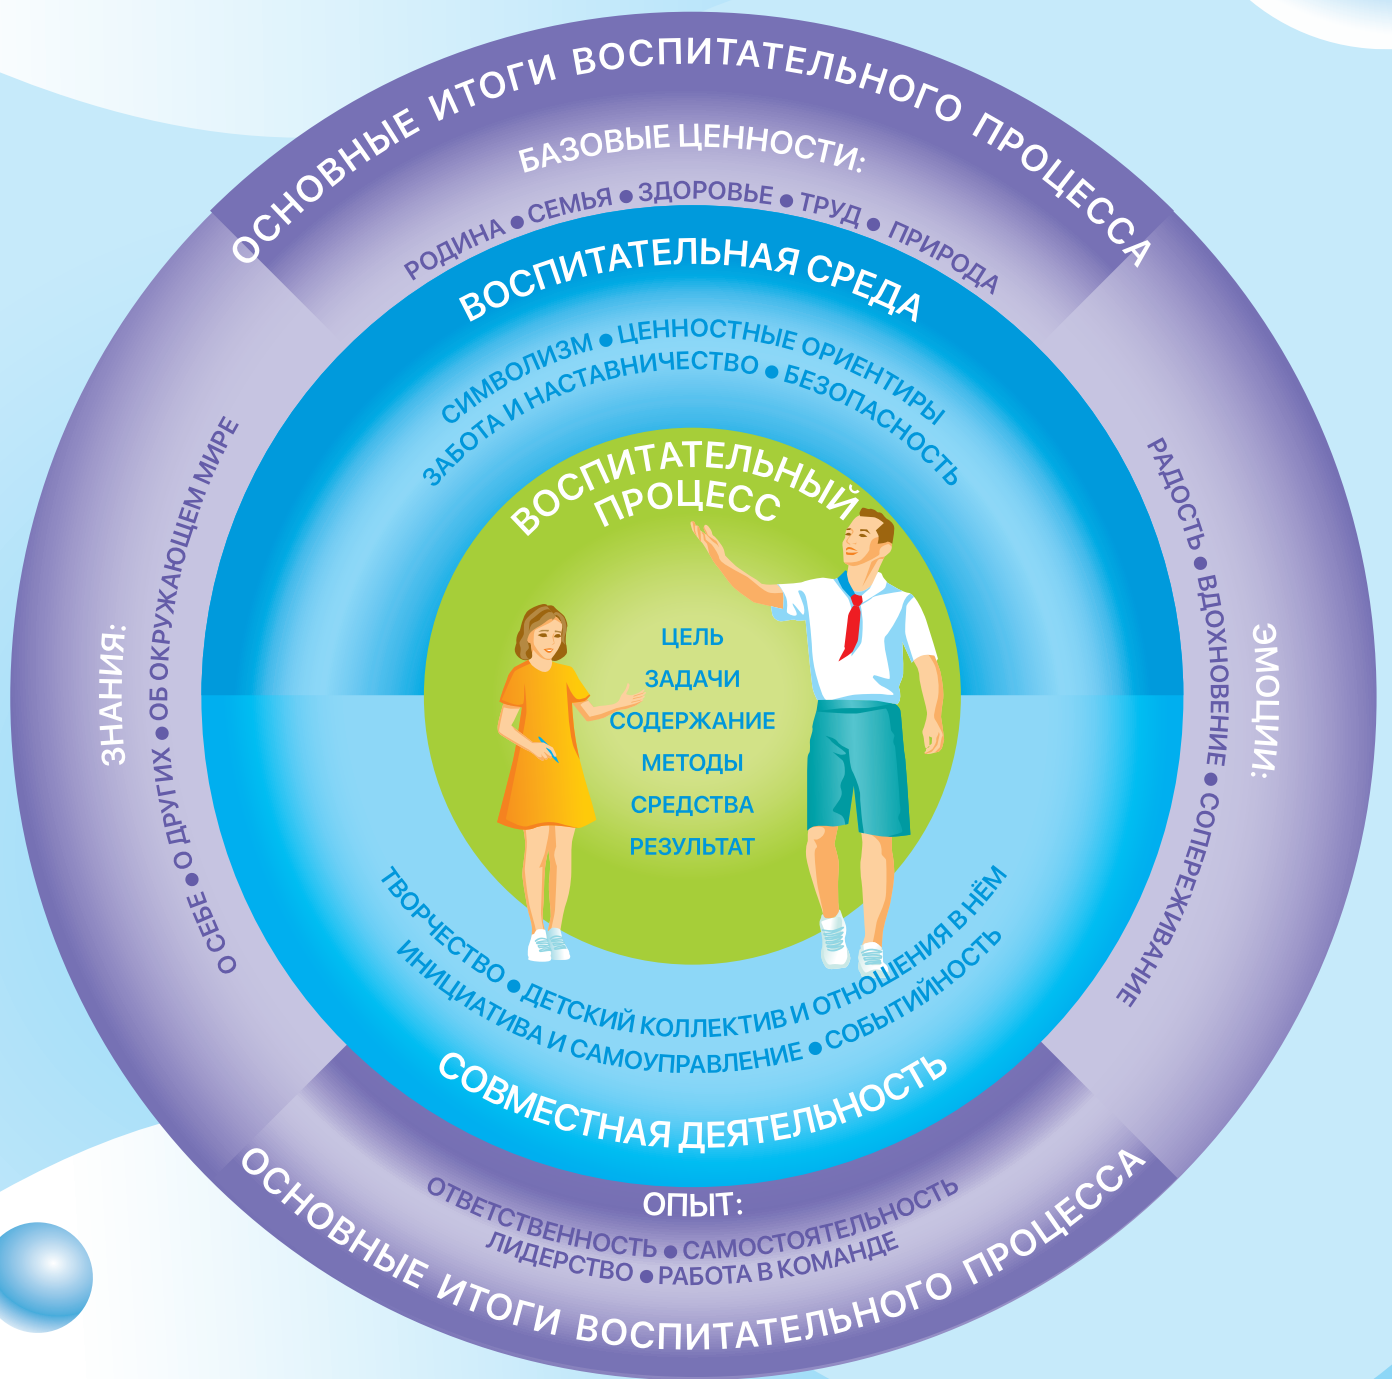 ОСНОВНЫЕ ИТОГИ ВОСПИТАТЕЛЬНОГО ПРОЦЕССА
БАЗОВЫЕ ЦЕННОСТИ:
РОДИНА ● СЕМЬЯ ● ЗДОРОВЬЕ ● ТРУД ● ПРИРОДА
ВОСПИТАТЕЛЬНАЯ СРЕДА
СИМВОЛИЗМ ● ЦЕННОСТНЫЕ ОРИЕНТИРЫ
ЗАБОТА И НАСТАВНИЧЕСТВО ● БЕЗОПАСНОСТЬ
ВОСПИТАТЕЛЬНЫЙ
ПРОЦЕСС
ЦЕЛЬ
ЗАДАЧИ
СОДЕРЖАНИЕ
МЕТОДЫ
СРЕДСТВА
РЕЗУЛЬТАТ
ЗНАНИЯ:
О СЕБЕ ● О ДРУГИХ ● ОБ ОКРУЖАЮЩЕМ МИРЕ
ЭМОЦИИ:
РАДОСТЬ ● ВДОХНОВЕНИЕ ● СОПЕРЕЖИВАНИЕ
ТВОРЧЕСТВО ● ДЕТСКИЙ КОЛЛЕКТИВ И ОТНОШЕНИЯ В НЁМ
ИНИЦИАТИВА И САМОУПРАВЛЕНИЕ ● СОБЫТИЙНОСТЬ
СОВМЕСТНАЯ ДЕЯТЕЛЬНОСТЬ
ОПЫТ:
ОТВЕТСТВЕННОСТЬ ● САМОСТОЯТЕЛЬНОСТЬ
ЛИДЕРСТВО ● РАБОТА В КОМАНДЕ
ОСНОВНЫЕ ИТОГИ ВОСПИТАТЕЛЬНОГО ПРОЦЕССА